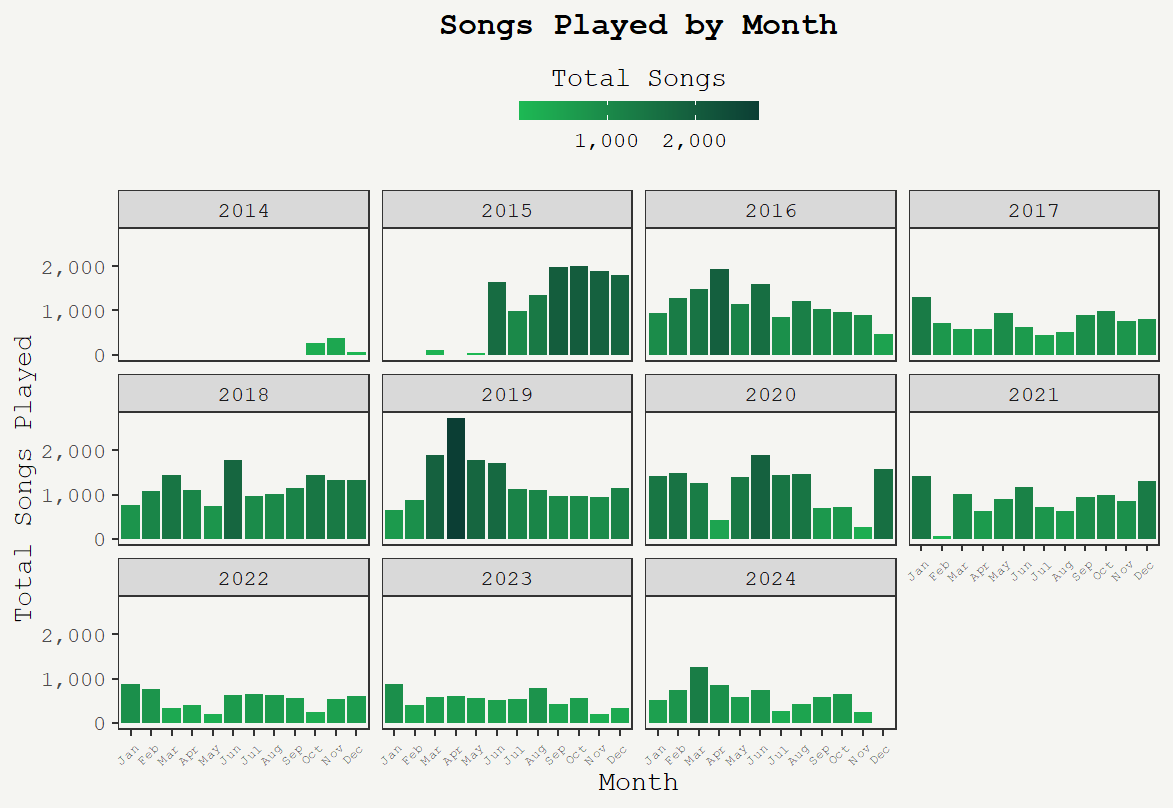 Songs Played by Month
Total Songs
1,000 2,000
2014 2015 2016 2017
2,000
1,000
0
2018 2019 2020 2021
2,000
1,000
0
Jan Feb Mar Apr May Jun Jul Aug Sep Oct Nov Dec
2022 2023 2024
2,000
1,000
0
Jan Feb Mar Apr May Jun Jul Aug Sep Oct Nov Dec Jan Feb Mar Apr May Jun Jul Aug Sep Oct Nov Dec Jan Feb Mar Apr May Jun Jul Aug Sep Oct Nov Dec
Total Songs Played
Month